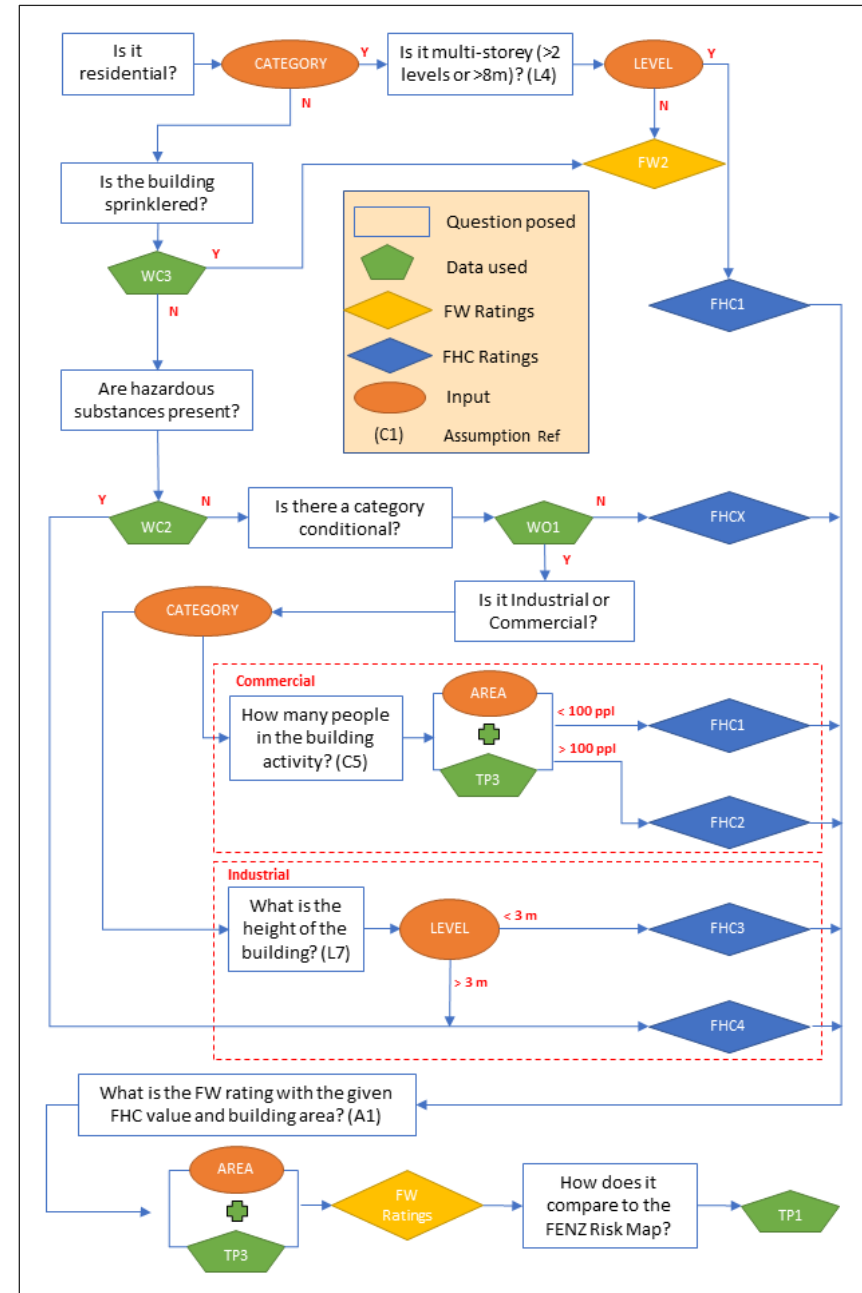 Is it
residential?
CATEGORY
Y
Is it multi-storey (>2
levels or >8m)? (L4)
LEVEL
Y
N
N
FW2
Is the building
sprinklered?
WC3
Y
N
Question posed
Data used
FW Ratings
FHC Ratings
Input
(C1) Assumption Ref
FHC1
Are hazardous
substances present?
Y
WC2
N
Is there a category
conditional?
WO1
N
FHCX
Y
Is it Industrial or
Commercial?
CATEGORY
Commercial
How many people
in the building
activity? (C5)
AREA
TP3
< 100 ppl
FHC1
> 100 ppl
FHC2
Industrial
What is the
height of the
building? (L7)
LEVEL
< 3 m
FHC3
> 3 m
FHC4
What is the FW rating with the given
FHC value and building area? (A1)
AREA
TP3
FW
Ratings
How does it
compare to the
FENZ Risk Map?
TP1